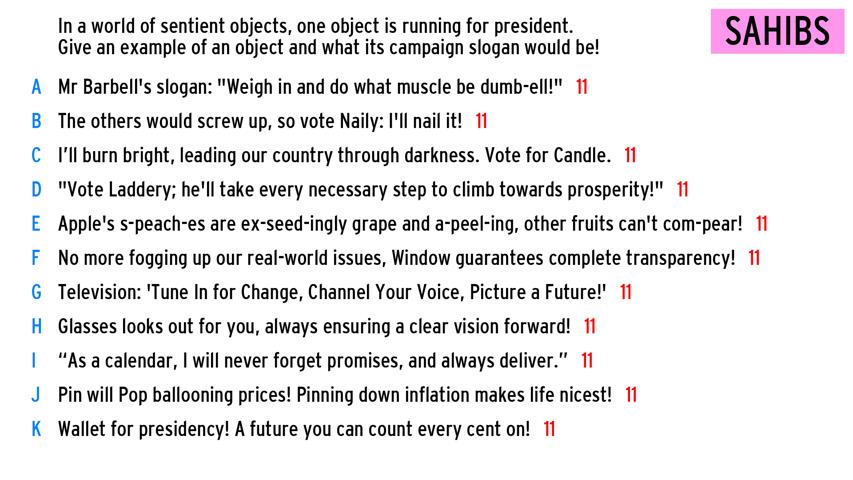 In a world of sentient objects, one object is running for president.
Give an example of an object and what its campaign slogan would be!
SAHIBS
A Mr Barbell's slogan: "Weigh in and do what muscle be dumb-ell!" 11
B The others would screw up, so vote Naily: I'll nail it! 11
C I’ll burn bright, leading our country through darkness. Vote for Candle. 11
D "Vote Laddery; he'll take every necessary step to climb towards prosperity!" 11
E Apple's s-peach-es are ex-seed-ingly grape and a-peel-ing, other fruits can't com-pear! 11
F No more fogging up our real-world issues, Window guarantees complete transparency! 11
G Television: 'Tune In for Change, Channel Your Voice, Picture a Future!' 11
H Glasses looks out for you, always ensuring a clear vision forward! 11
I “As a calendar, I will never forget promises, and always deliver.” 11
J Pin will Pop ballooning prices! Pinning down inflation makes life nicest! 11
K Wallet for presidency! A future you can count every cent on! 11